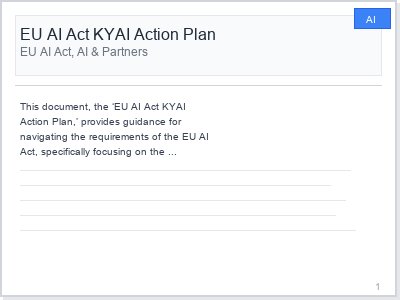 AI
EU AI Act KYAI Action Plan
EU AI Act, AI & Partners
This document, the 'EU AI Act KYAI
Action Plan,' provides guidance for
navigating the requirements of the EU AI
Act, specifically focusing on the ...
1